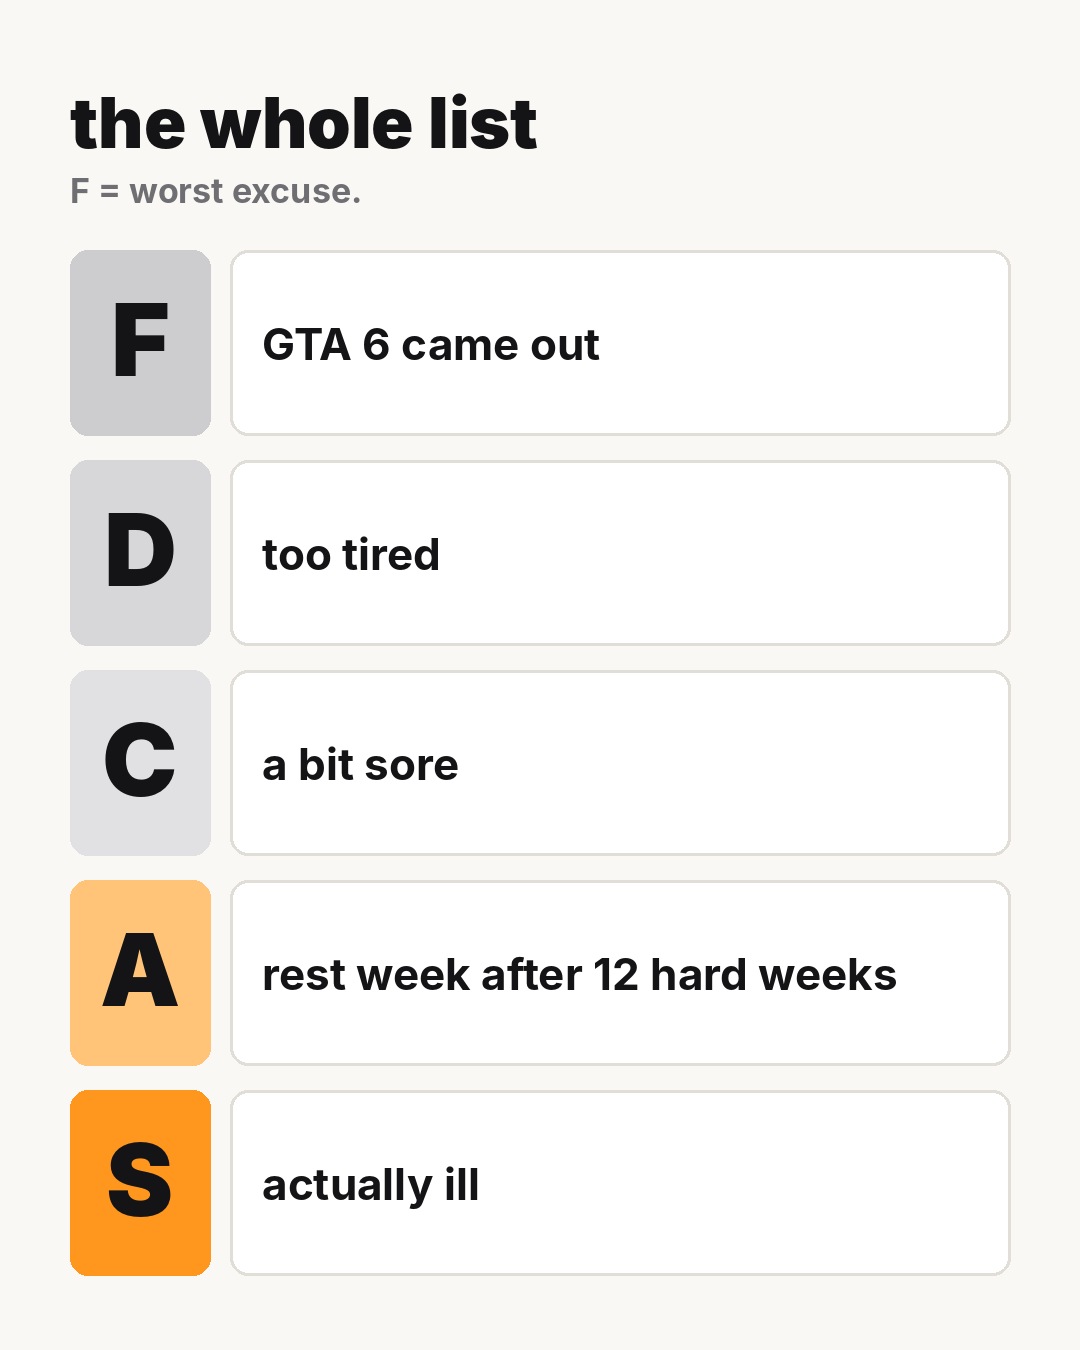 the whole list
F = worst excuse.
F
GTA 6 came out
D
too tired
C
a bit sore
A
rest week after 12 hard weeks
S
actually ill